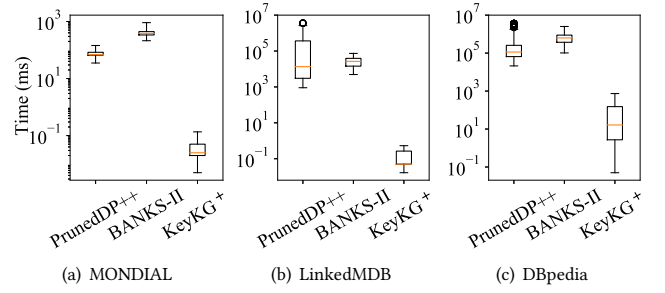 Time (ms)
10^3
10^1
10^−1
PrunedDP++
BANKS-II
KeyKG^+
(a) MONDIAL
10^7
10^5
10^3
10^1
10^−1
PrunedDP++
BANKS-II
KeyKG^+
(b) LinkedMDB
10^7
10^5
10^3
10^1
10^−1
PrunedDP++
BANKS-II
KeyKG^+
(c) DBpedia